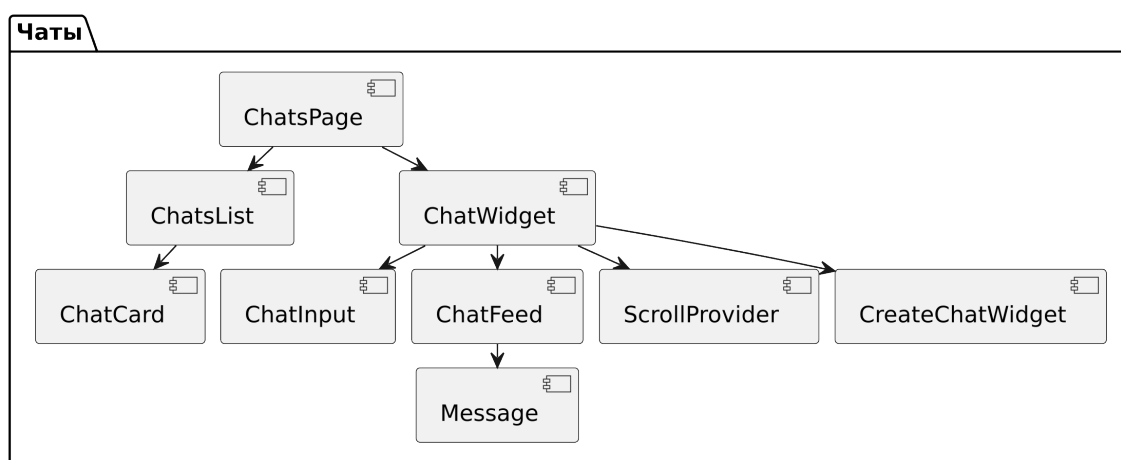 Чаты
ChatsPage
ChatsList
ChatWidget
ChatCard
ChatInput
ChatFeed
ScrollProvider
CreateChatWidget
Message